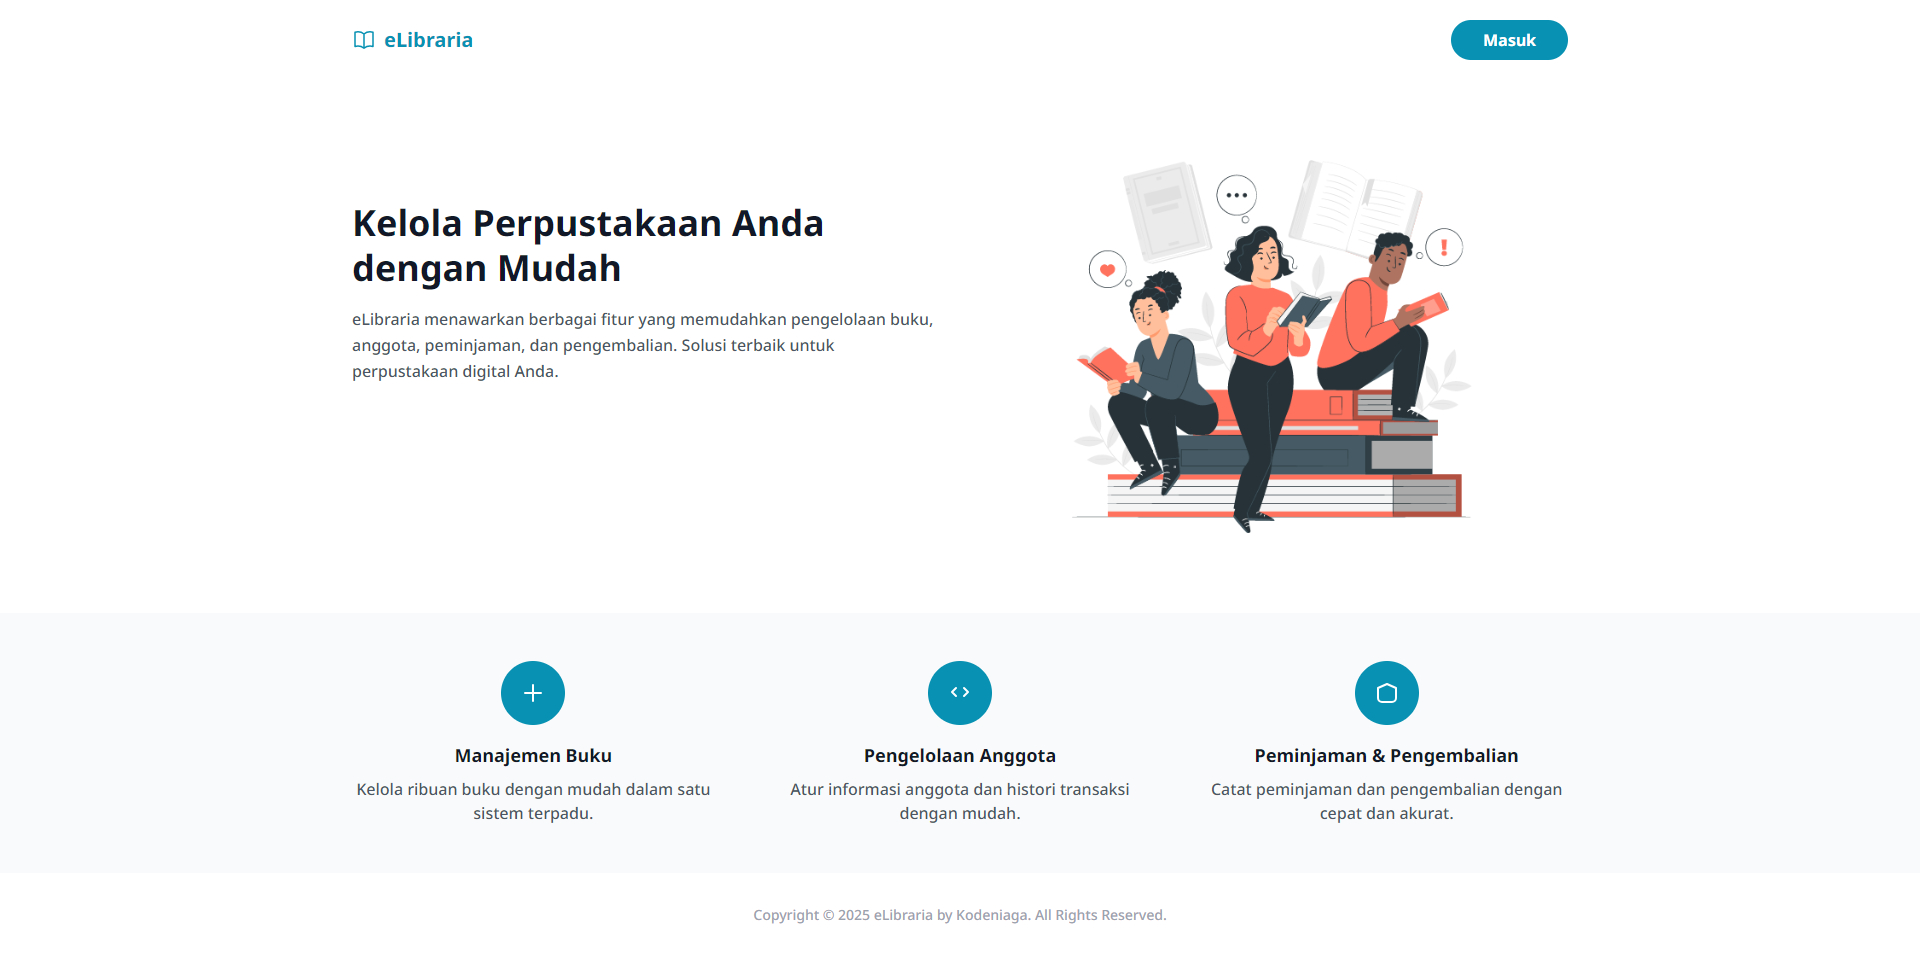 eLibraria
Masuk
Kelola Perpustakaan Anda
dengan Mudah
eLibraria menawarkan berbagai fitur yang memudahkan pengelolaan buku,
anggota, peminjaman, dan pengembalian. Solusi terbaik untuk
perpustakaan digital Anda.
Manajemen Buku
Kelola ribuan buku dengan mudah dalam satu
sistem terpadu.
Pengelolaan Anggota
Atur informasi anggota dan histori transaksi
dengan mudah.
Peminjaman & Pengembalian
Catat peminjaman dan pengembalian dengan
cepat dan akurat.
Copyright © 2025 eLibraria by Kodeniaga. All Rights Reserved.